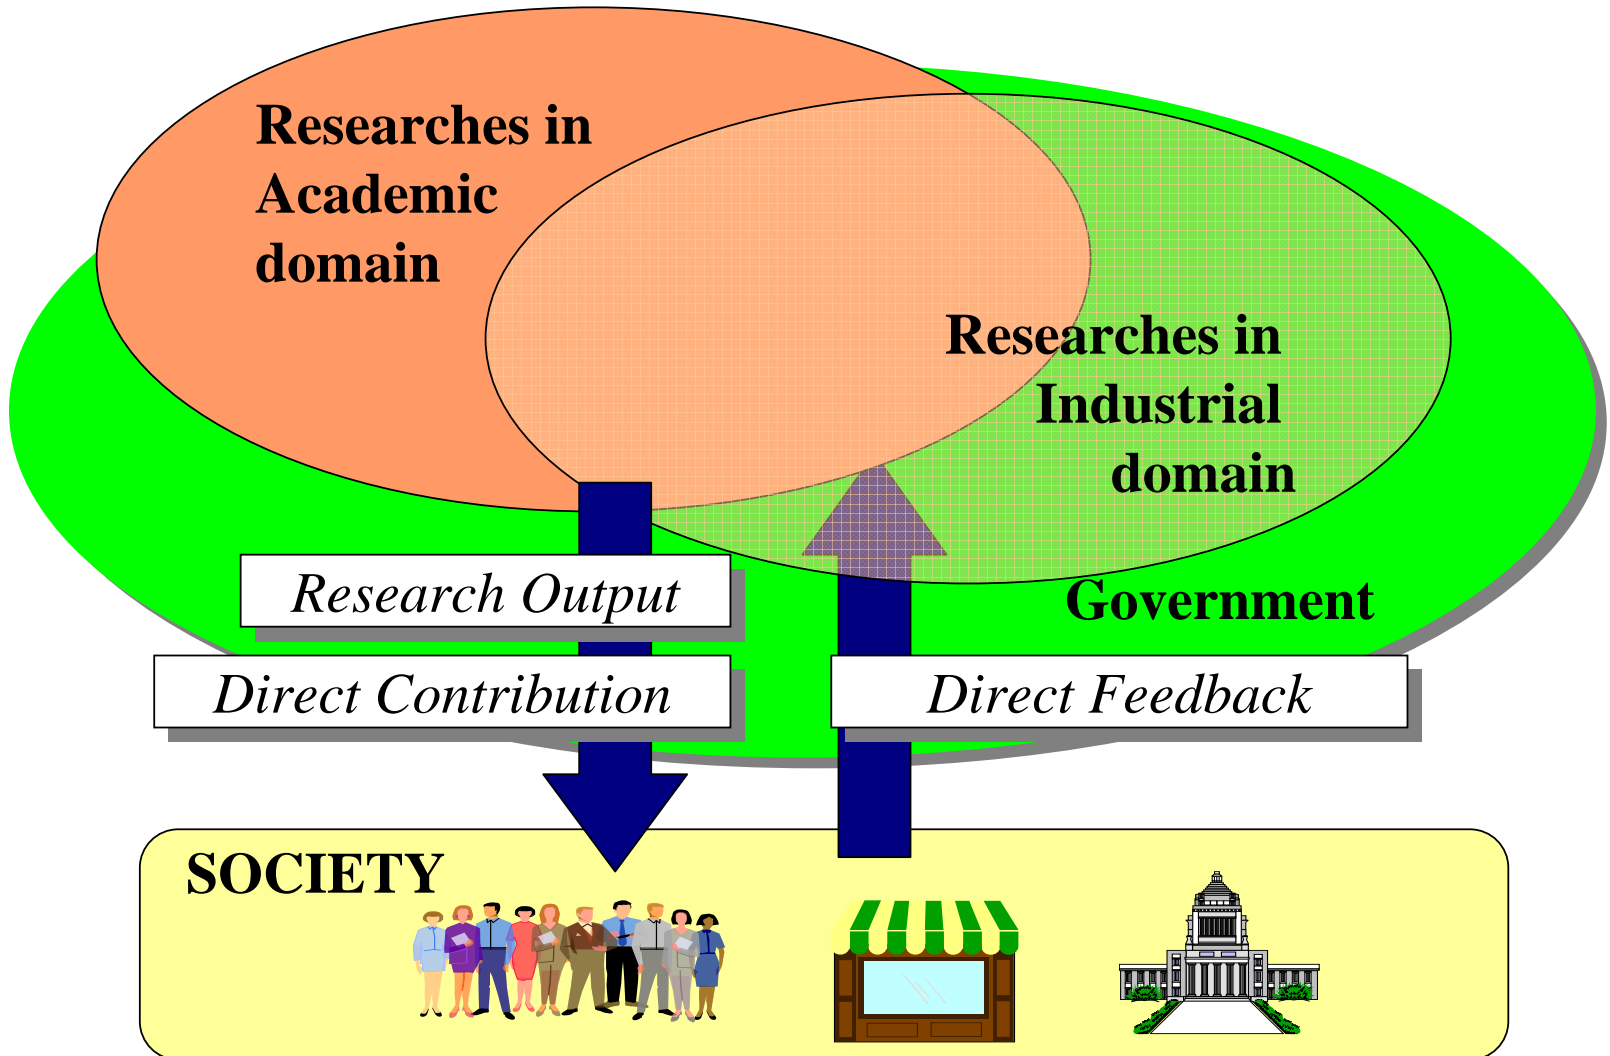 Researches in
Academic
domain
Researches in
Industrial
domain
Government
Research Output
Direct Contribution
Direct Feedback
SOCIETY